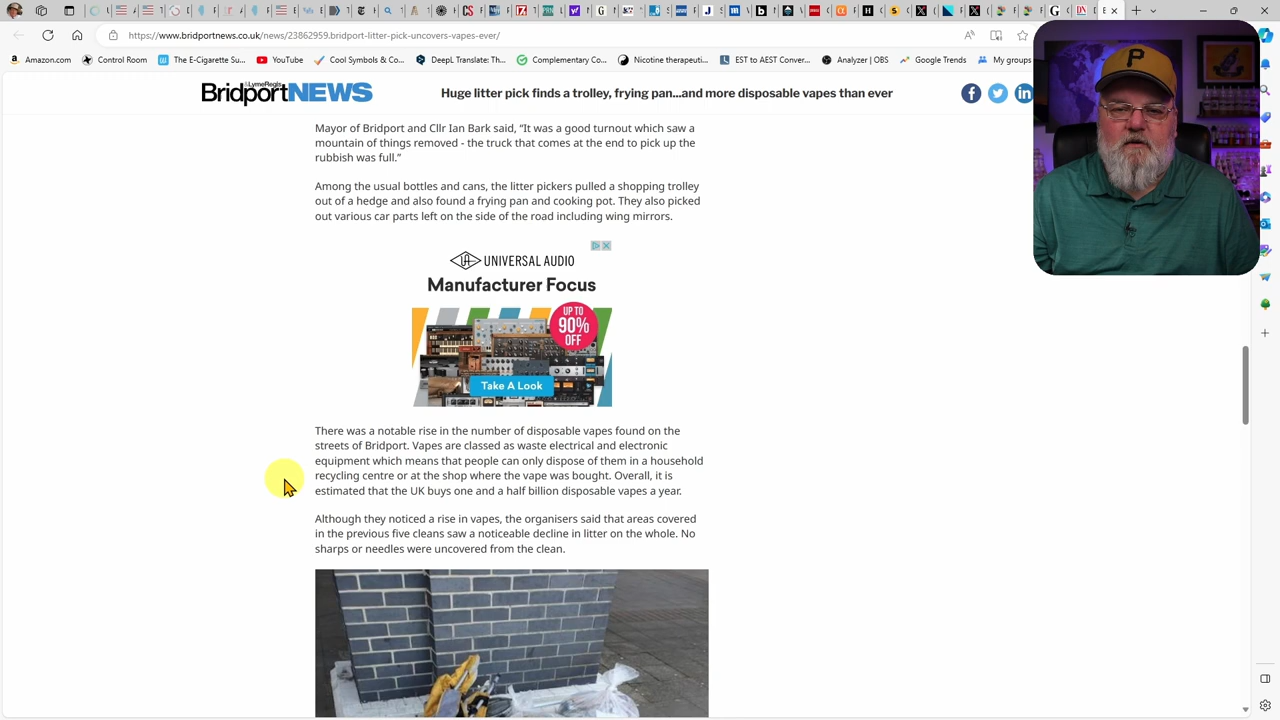 https://www.bridportnews.co.uk/news/23862959.bridport-litter-pick-uncovers-vapes-ever/
Amazon.com
Control Room
The E-Cigarette Su...
YouTube
Cool Symbols & Co...
DeepL Translate: Th...
Complementary Co...
Nicotine therapeuti...
EST to AEST Conver...
Analyzer | OBS
Google Trends
My groups
& LymeRegis
BridportNEWS
Huge litter pick finds a trolley, frying pan...and more disposable vapes than ever
Mayor of Bridport and Cllr Ian Bark said, “It was a good turnout which saw a
mountain of things removed - the truck that comes at the end to pick up the
rubbish was full.”
Among the usual bottles and cans, the litter pickers pulled a shopping trolley
out of a hedge and also found a frying pan and cooking pot. They also picked
out various car parts left on the side of the road including wing mirrors.
UNIVERSAL AUDIO
Manufacturer Focus
UP TO
90%
OFF
Take A Look
There was a notable rise in the number of disposable vapes found on the
streets of Bridport. Vapes are classed as waste electrical and electronic
equipment which means that people can only dispose of them in a household
recycling centre or at the shop where the vape was bought. Overall, it is
estimated that the UK buys one and a half billion disposable vapes a year.
Although they noticed a rise in vapes, the organisers said that areas covered
in the previous five cleans saw a noticeable decline in litter on the whole. No
sharps or needles were uncovered from the clean.